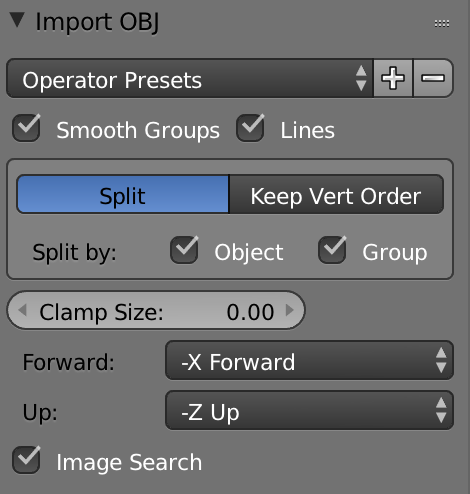 Import OBJ
Operator Presets
Smooth Groups Lines
Split Keep Vert Order
Split by: Object Group
Clamp Size: 0.00
Forward: -X Forward
Up: -Z Up
Image Search